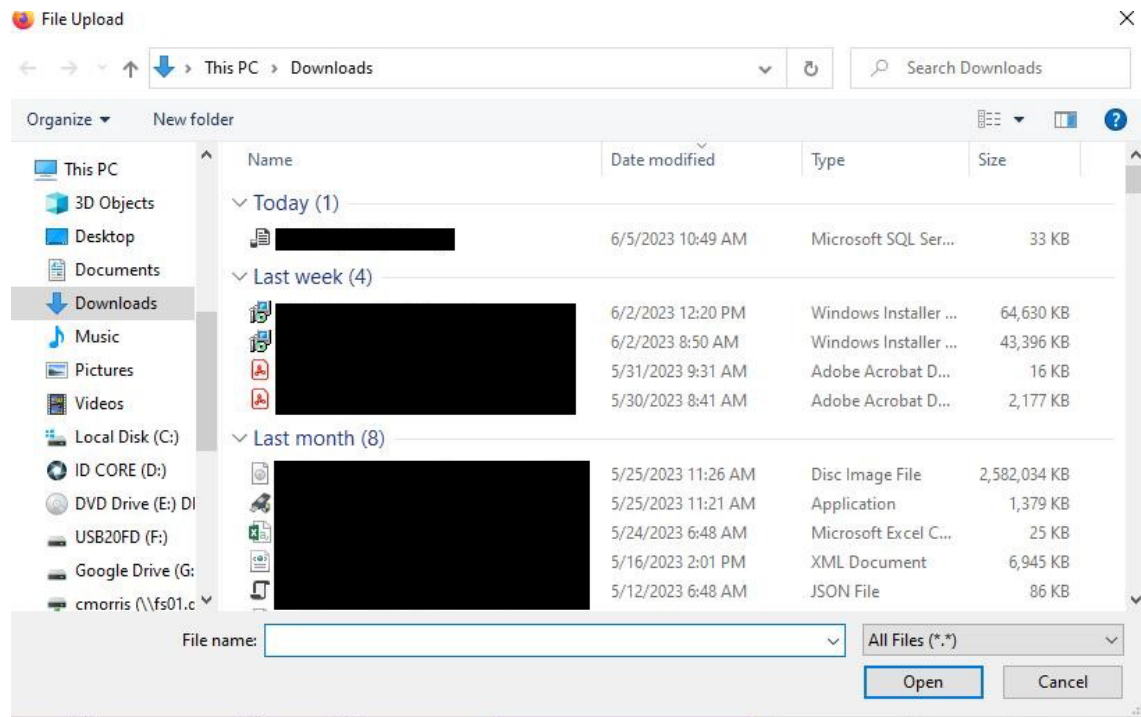 File Upload
This PC > Downloads
Search Downloads
Organize
New folder
This PC
3D Objects
Desktop
Documents
Downloads
Music
Pictures
Videos
Local Disk (C:)
ID CORE (D:)
DVD Drive (E:) DI
USB20FD (F:)
Google Drive (G:
cmorris (\\fs01.c
Name Date modified Type Size
Today (1)
6/5/2023 10:49 AM Microsoft SQL Ser... 33 KB
Last week (4)
6/2/2023 12:20 PM Windows Installer ... 64,630 KB
6/2/2023 8:50 AM Windows Installer ... 43,396 KB
5/31/2023 9:31 AM Adobe Acrobat D... 16 KB
5/30/2023 8:41 AM Adobe Acrobat D... 2,177 KB
Last month (8)
5/25/2023 11:26 AM Disc Image File 2,582,034 KB
5/25/2023 11:21 AM Application 1,379 KB
5/24/2023 6:48 AM Microsoft Excel C... 25 KB
5/16/2023 2:01 PM XML Document 6,945 KB
5/12/2023 6:48 AM JSON File 86 KB
File name:
All Files (*.*)
Open
Cancel